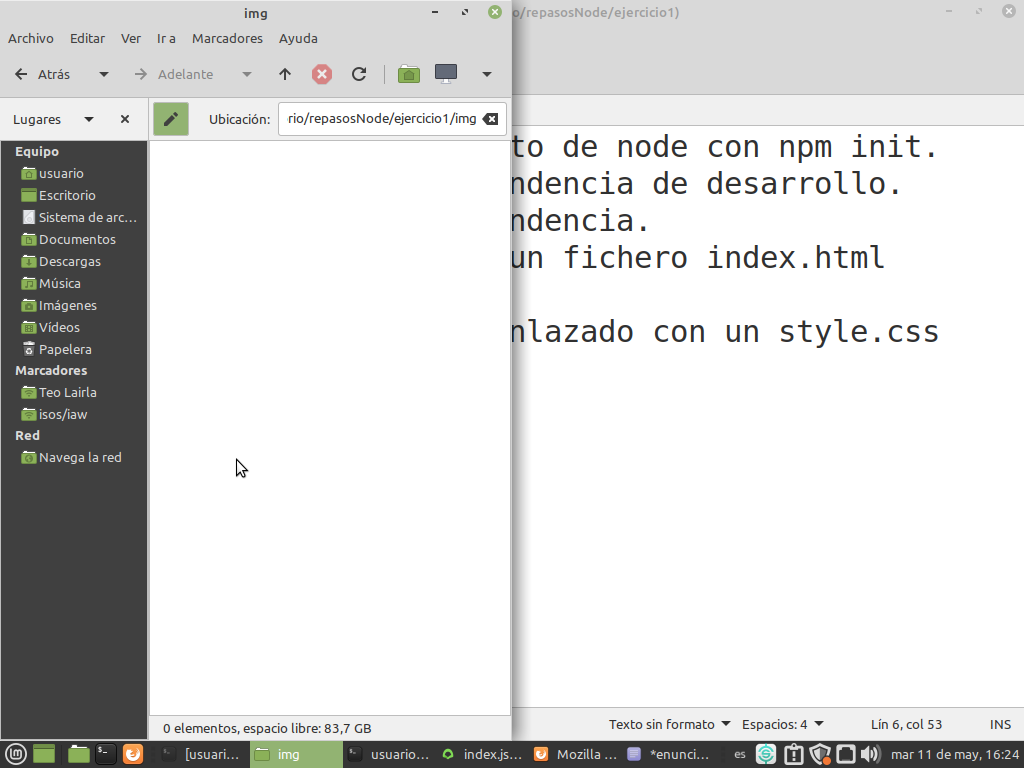 img
o/repasosNode/ejercicio1)
Archivo Editar Ver Ir a Marcadores Ayuda
Atrás Adelante
Lugares
Ubicación: rio/repasosNode/ejercicio1/img
Equipo
usuario
Escritorio
Sistema de arc...
Documentos
Descargas
Música
Imágenes
Vídeos
Papelera
Marcadores
Teo Lairla
isos/iaw
Red
Navega la red
to de node con npm init.
ndencia de desarrollo.
ndencia.
un fichero index.html
nlazado con un style.css
0 elementos, espacio libre: 83,7 GB
Texto sin formato Espacios: 4 Lín 6, col 53 INS
[usuari... img usuario... index.js... Mozilla ... *enunci... es mar 11 de may, 16:24